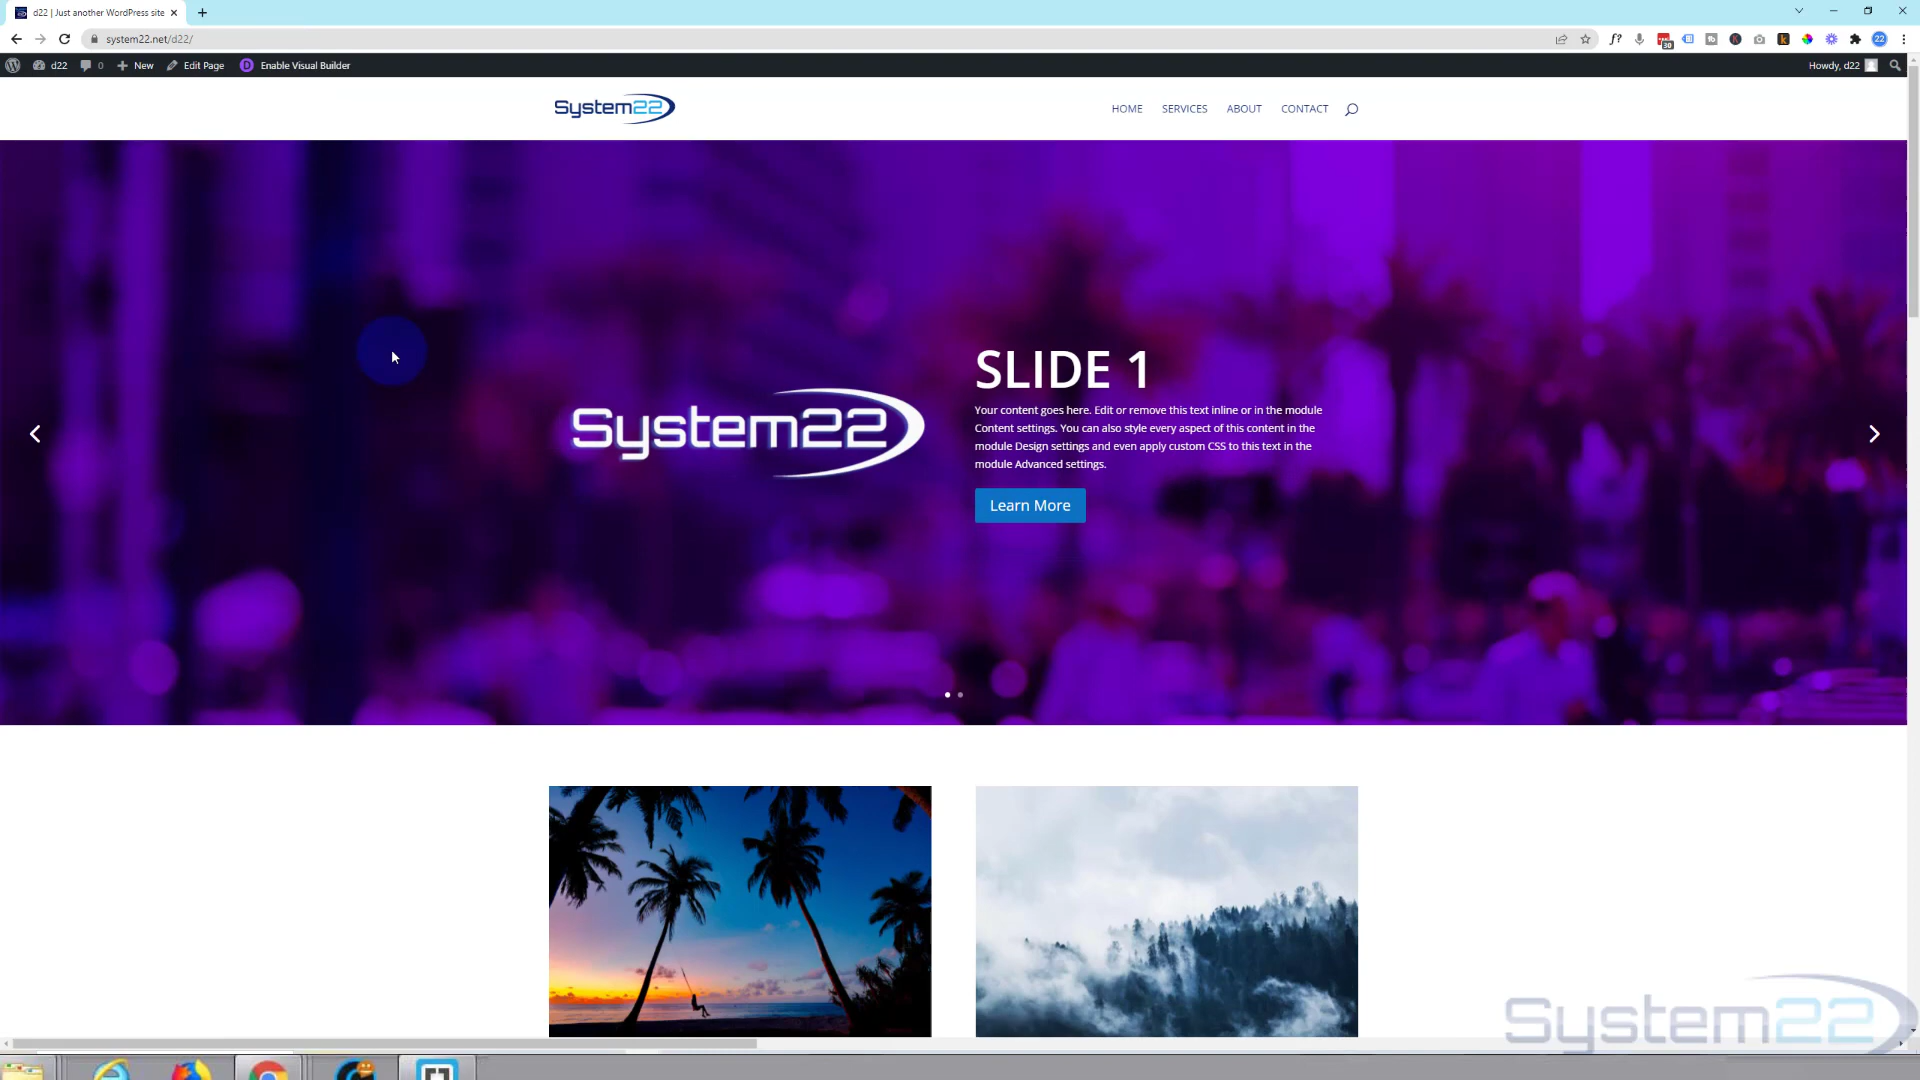 d22 | Just another WordPress site
system22.net/d22/
f?
30
22
d22
0
New
Edit Page
D
Enable Visual Builder
Howdy, d22
System22
HOME
SERVICES
ABOUT
CONTACT
System22
SLIDE 1
Your content goes here. Edit or remove this text inline or in the module
Content settings. You can also style every aspect of this content in the
module Design settings and even apply custom CSS to this text in the
module Advanced settings.
Learn More
System22